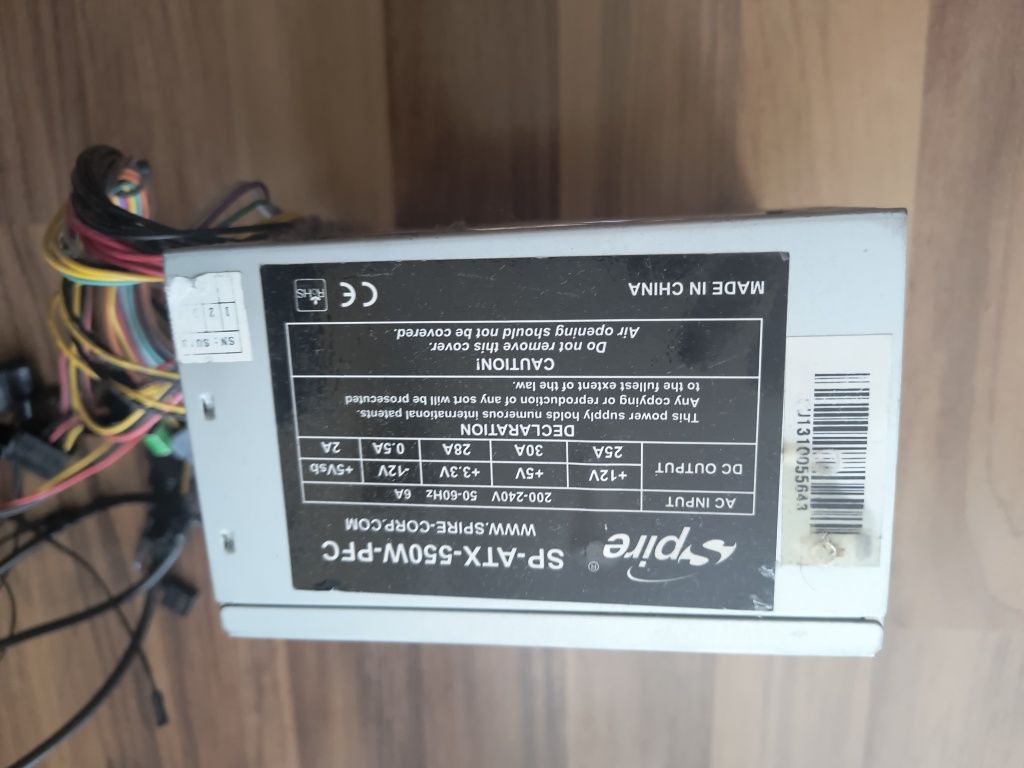 Spire®
SP-ATX-550W-PFC
WWW.SPIRE-CORP.COM
AC INPUT 200-240V 50-60Hz 6A
DC OUTPUT +12V +5V +3.3V -12V +5Vsb
25A 30A 28A 0.5A 2A
DECLARATION
This power supply holds numerous international patents.
Any copying or reproduction of any sort will be prosecuted
to the fullest extent of the law.
CAUTION!
Do not remove this cover.
Air opening should not be covered.
MADE IN CHINA
CE
RoHS
1 2